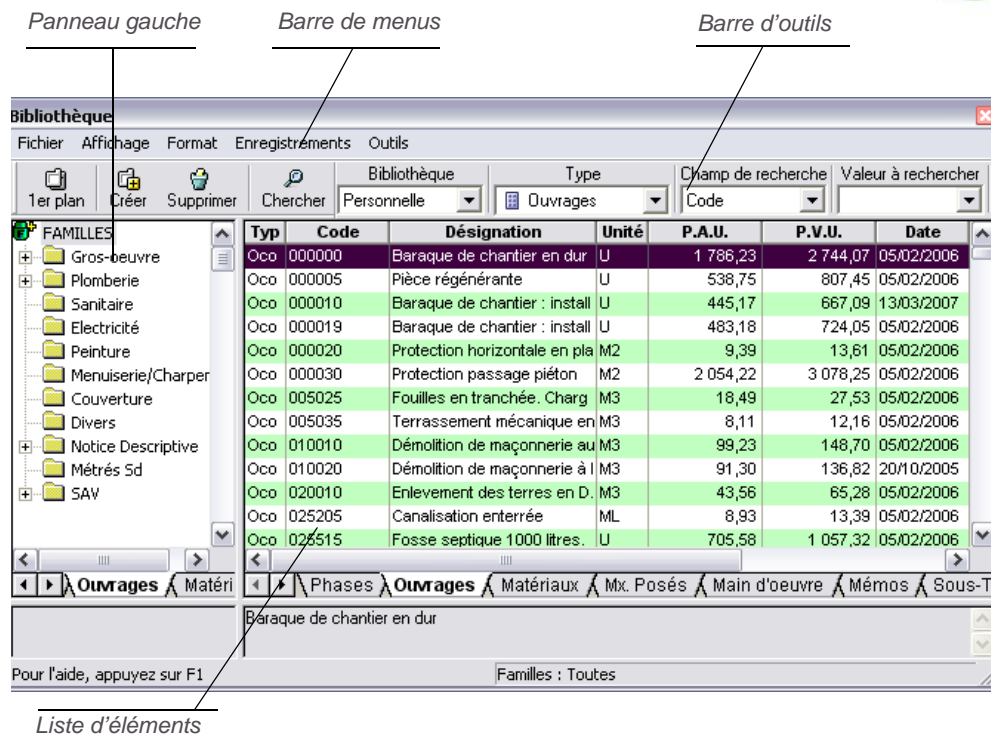 Panneau gauche Barre de menus Barre d'outils
Bibliothèque
Fichier Affichage Format Enregistrements Outils
Bibliothèque Type Champ de recherche Valeur à rechercher
1er plan Créer Supprimer Chercher Personnelle Ouvrages Code
FAMILLES Typ Code Désignation Unité P.A.U. P.V.U. Date
Gros-oeuvre Oco 000000 Baraque de chantier en dur U 1 786,23 2 744,07 05/02/2006
Plomberie Oco 000005 Pièce régénérante U 538,75 807,45 05/02/2006
Sanitaire Oco 000010 Baraque de chantier : install U 445,17 667,09 13/03/2007
Electricité Oco 000019 Baraque de chantier : install U 483,18 724,05 05/02/2006
Peinture Oco 000020 Protection horizontale en pla M2 9,39 13,61 05/02/2006
Menuiserie/Charper Oco 000030 Protection passage piéton M2 2 054,22 3 078,25 05/02/2006
Couverture Oco 005025 Fouilles en tranchée. Charg M3 18,49 27,53 05/02/2006
Divers Oco 005035 Terrassement mécanique en M3 8,11 12,16 05/02/2006
Notice Descriptive Oco 010010 Démolition de maçonnerie au M3 99,23 148,70 05/02/2006
Métrés Sd Oco 010020 Démolition de maçonnerie à l M3 91,30 136,82 20/10/2005
SAV Oco 020010 Enlevement des terres en D. M3 43,56 65,28 05/02/2006
Oco 025205 Canalisation enterrée ML 8,93 13,39 05/02/2006
Oco 025515 Fosse septique 1000 litres. U 705,58 1 057,32 05/02/2006
Ouvrages Matéri Phases Ouvrages Matériaux Mx. Posés Main d'oeuvre Mémos Sous-T
Baraque de chantier en dur
Pour l'aide, appuyez sur F1 Familles : Toutes
Liste d'éléments